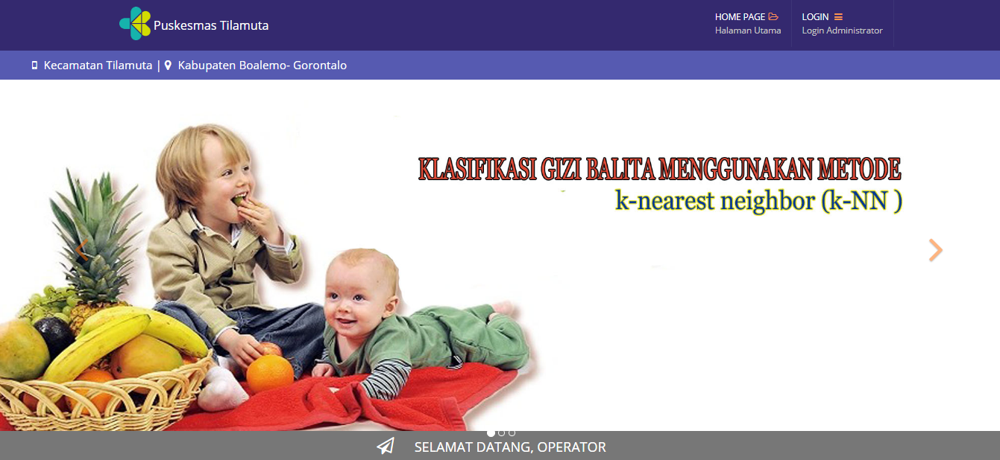 Puskesmas Tilamuta
HOME PAGE
Halaman Utama
LOGIN
Login Administrator
Kecamatan Tilamuta | Kabupaten Boalemo- Gorontalo
KLASIFIKASI GIZI BALITA MENGGUNAKAN METODE
k-nearest neighbor (k-NN )
SELAMAT DATANG, OPERATOR